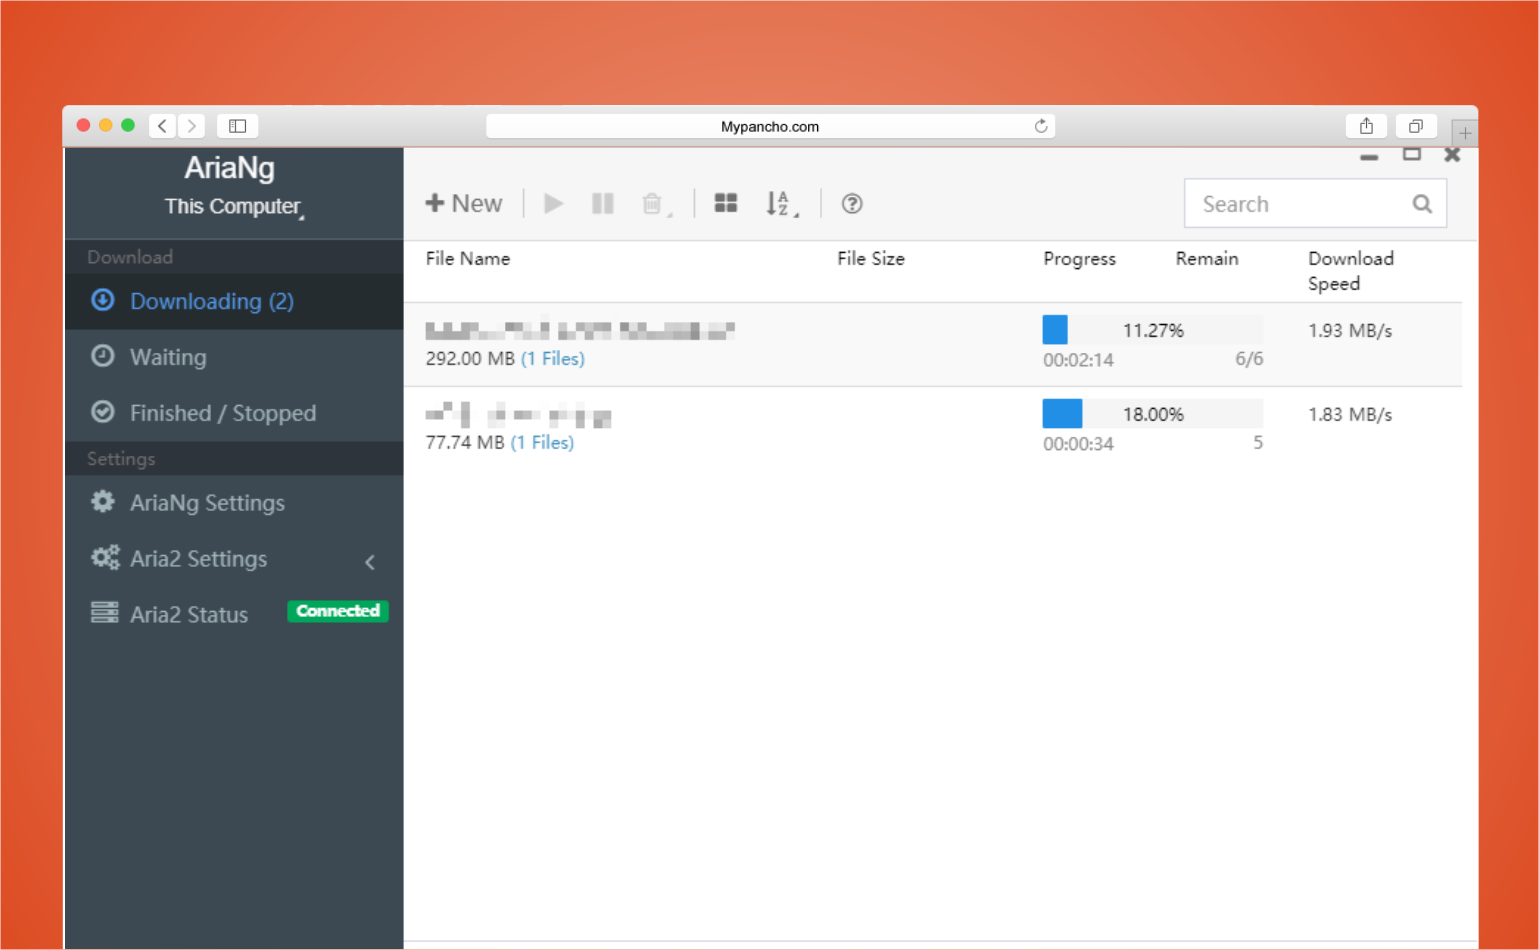 Mypancho.com
AriaNg
This Computer
New
Search
Download
Downloading (2)
Waiting
Finished / Stopped
Settings
AriaNg Settings
Aria2 Settings
Aria2 Status
Connected
File Name
File Size
Progress
Remain
Download
Speed
11.27%
1.93 MB/s
292.00 MB (1 Files)
00:02:14
6/6
18.00%
1.83 MB/s
77.74 MB (1 Files)
00:00:34
5